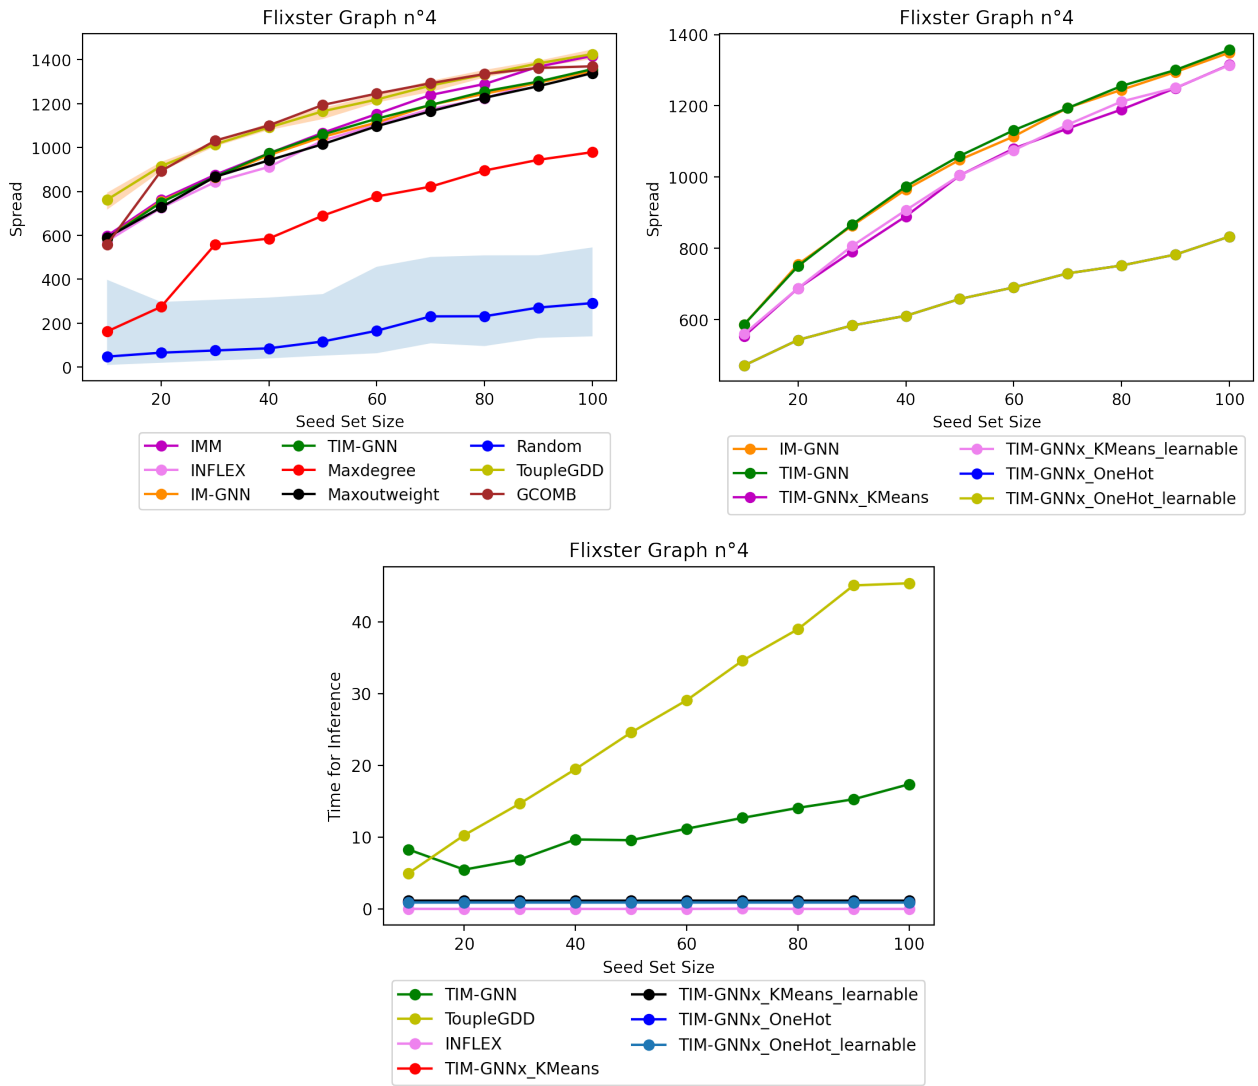 Flixster Graph n°4
Spread
1400
1200
1000
800
600
400
200
0
20 40 60 80 100
Seed Set Size
IMM TIM-GNN Random
INFLEX Maxdegree ToupleGDD
IM-GNN Maxoutweight GCOMB
Flixster Graph n°4
Spread
1400
1200
1000
800
600
20 40 60 80 100
Seed Set Size
IM-GNN TIM-GNNx_KMeans_learnable
TIM-GNN TIM-GNNx_OneHot
TIM-GNNx_KMeans TIM-GNNx_OneHot_learnable
Flixster Graph n°4
Time for Inference
40
30
20
10
0
20 40 60 80 100
Seed Set Size
TIM-GNN TIM-GNNx_KMeans_learnable
ToupleGDD TIM-GNNx_OneHot
INFLEX TIM-GNNx_OneHot_learnable
TIM-GNNx_KMeans